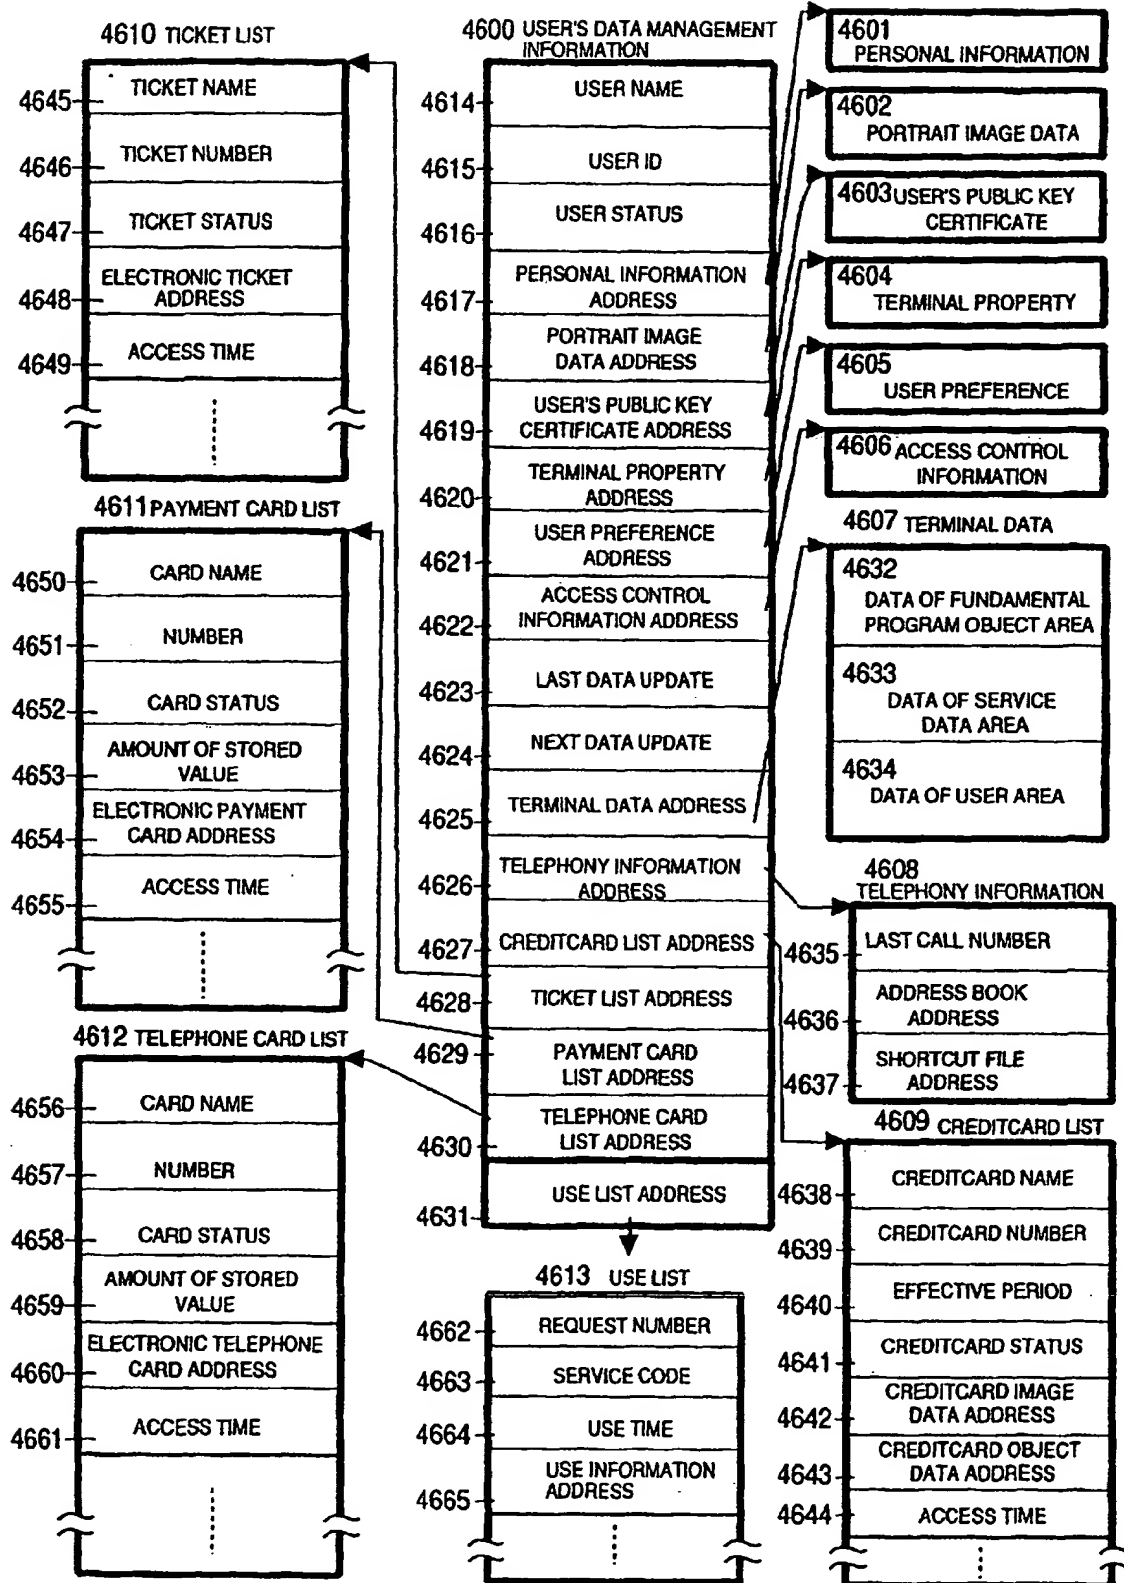 4610 TICKET LIST
4645 TICKET NAME
4646 TICKET NUMBER
4647 TICKET STATUS
ELECTRONIC TICKET
4648 ADDRESS
4649 ACCESS TIME
4611 PAYMENT CARD LIST
4650 CARD NAME
4651 NUMBER
4652 CARD STATUS
AMOUNT OF STORED
4653 VALUE
ELECTRONIC PAYMENT
4654 CARD ADDRESS
4655 ACCESS TIME
4612 TELEPHONE CARD LIST
4656 CARD NAME
4657 NUMBER
4658 CARD STATUS
AMOUNT OF STORED
4659 VALUE
ELECTRONIC TELEPHONE
4660 CARD ADDRESS
4661 ACCESS TIME
4600 USER'S DATA MANAGEMENT
INFORMATION
4614 USER NAME
4615 USER ID
4616 USER STATUS
PERSONAL INFORMATION
4617 ADDRESS
PORTRAIT IMAGE
4618 DATA ADDRESS
USER'S PUBLIC KEY
4619 CERTIFICATE ADDRESS
TERMINAL PROPERTY
4620 ADDRESS
USER PREFERENCE
4621 ADDRESS
ACCESS CONTROL
4622 INFORMATION ADDRESS
4623 LAST DATA UPDATE
4624 NEXT DATA UPDATE
4625 TERMINAL DATA ADDRESS
TELEPHONY INFORMATION
4626 ADDRESS
4627 CREDITCARD LIST ADDRESS
4628 TICKET LIST ADDRESS
4629 PAYMENT CARD
LIST ADDRESS
TELEPHONE CARD
4630 LIST ADDRESS
4631 USE LIST ADDRESS
4613 USE LIST
4662 REQUEST NUMBER
4663 SERVICE CODE
4664 USE TIME
USE INFORMATION
4665 ADDRESS
4601
PERSONAL INFORMATION
4602
PORTRAIT IMAGE DATA
4603 USER'S PUBLIC KEY
CERTIFICATE
4604
TERMINAL PROPERTY
4605
USER PREFERENCE
4606 ACCESS CONTROL
INFORMATION
4607 TERMINAL DATA
4632
DATA OF FUNDAMENTAL
PROGRAM OBJECT AREA
4633
DATA OF SERVICE
DATA AREA
4634
DATA OF USER AREA
4608
TELEPHONY INFORMATION
4635 LAST CALL NUMBER
ADDRESS BOOK
4636 ADDRESS
SHORTCUT FILE
4637 ADDRESS
4609 CREDITCARD LIST
4638 CREDITCARD NAME
4639 CREDITCARD NUMBER
4640 EFFECTIVE PERIOD
4641 CREDITCARD STATUS
CREDITCARD IMAGE
4642 DATA ADDRESS
CREDITCARD OBJECT
4643 DATA ADDRESS
4644 ACCESS TIME